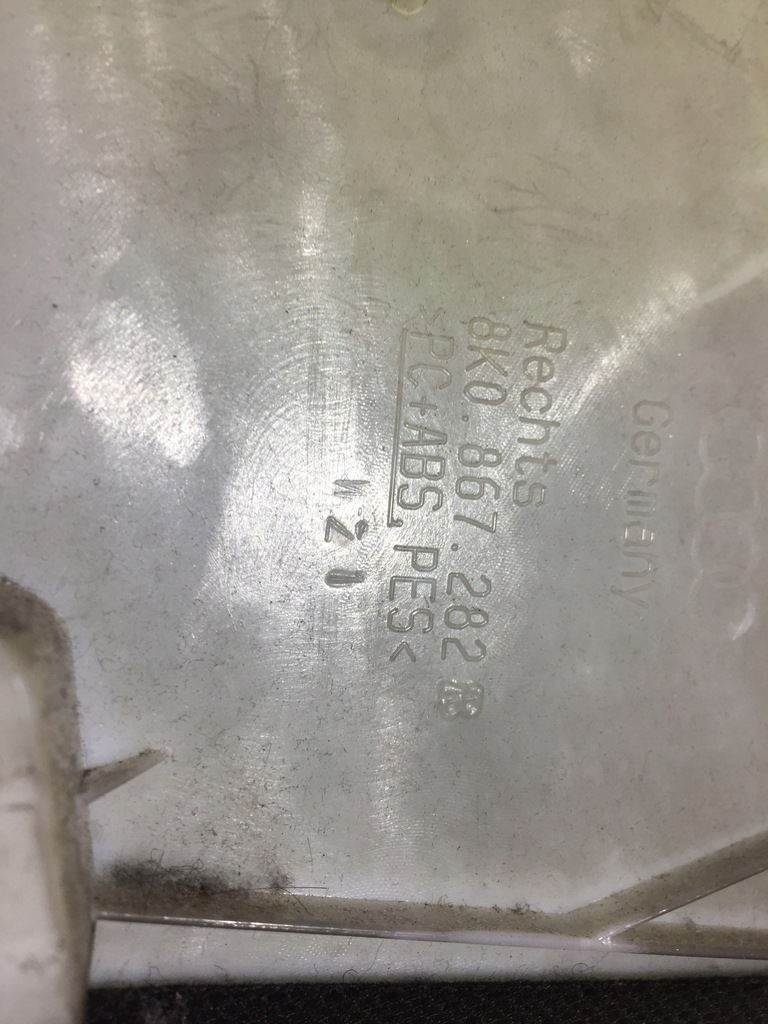 Germany
Rechts
8K0.867.282
>PC+ABS,PES<